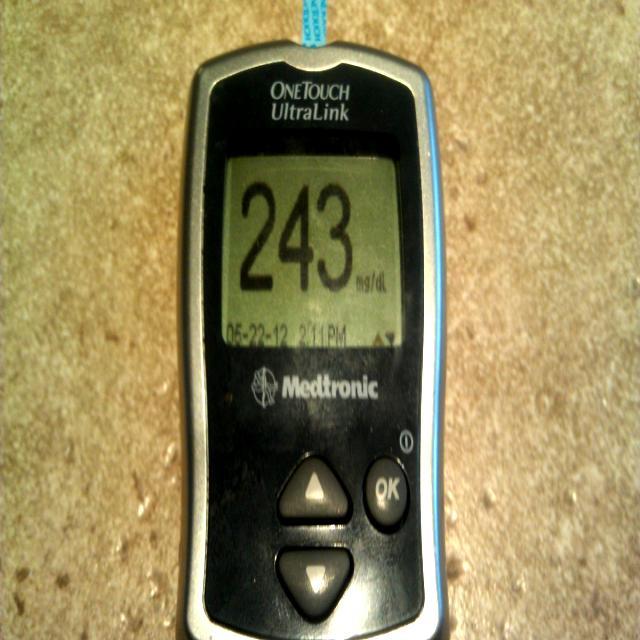 ONETOUCH
UltraLink
243
mg/dL
05-22-12 2:11PM
Medtronic
OK